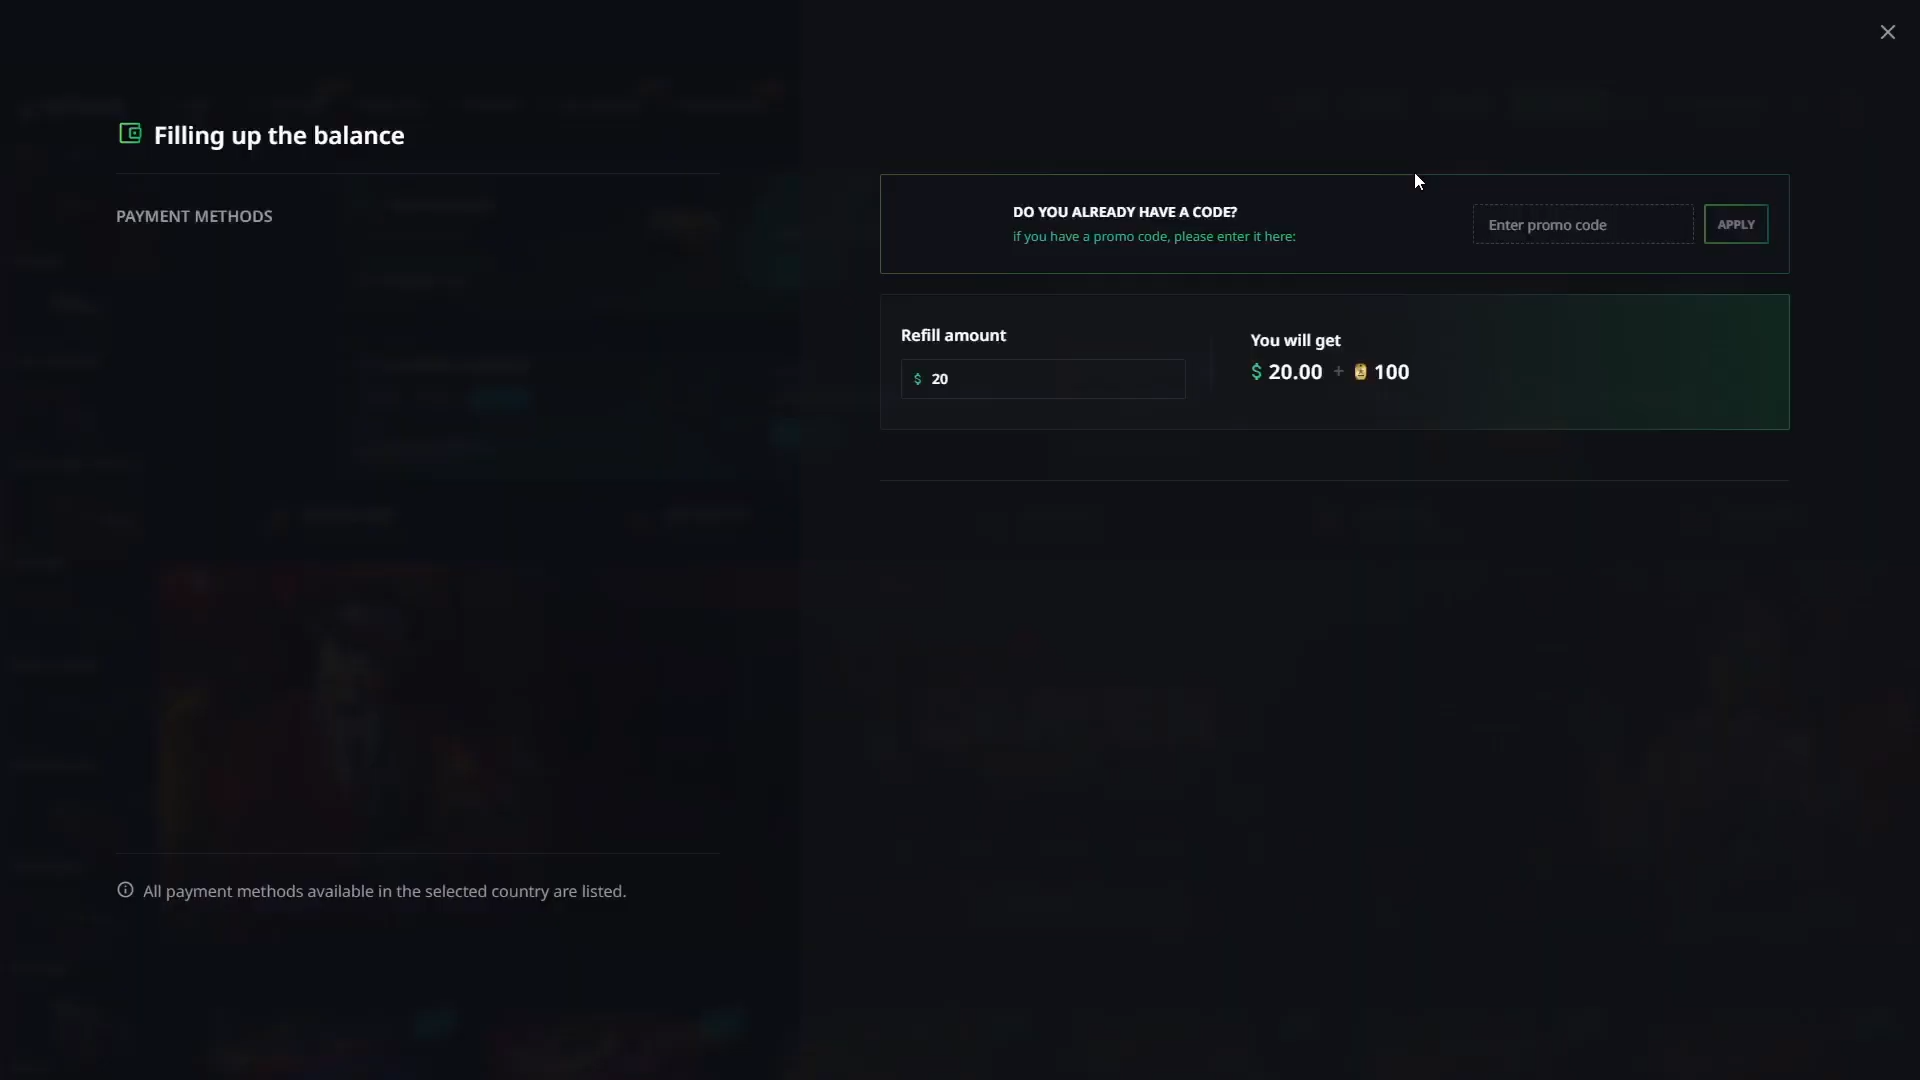 Filling up the balance
PAYMENT METHODS
All payment methods available in the selected country are listed.
DO YOU ALREADY HAVE A CODE?
if you have a promo code, please enter it here:
Enter promo code
APPLY
Refill amount
$ 20
You will get
$ 20.00 + 100